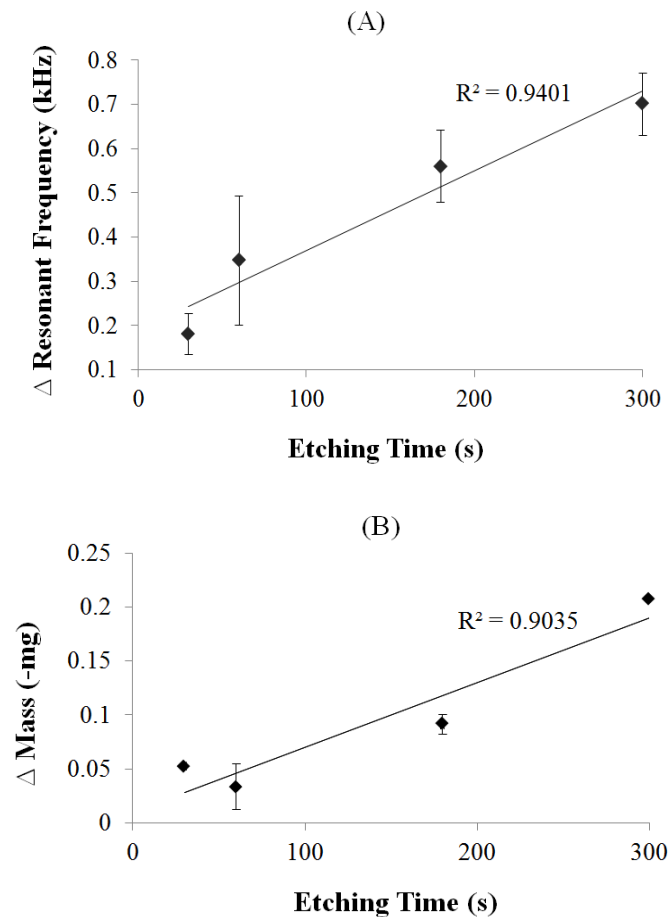 (A)
Δ Resonant Frequency (kHz)
0.8
0.7
0.6
0.5
0.4
0.3
0.2
0.1
R² = 0.9401
0 100 200 300
Etching Time (s)
(B)
Δ Mass (-mg)
0.25
0.2
0.15
0.1
0.05
0
R² = 0.9035
0 100 200 300
Etching Time (s)